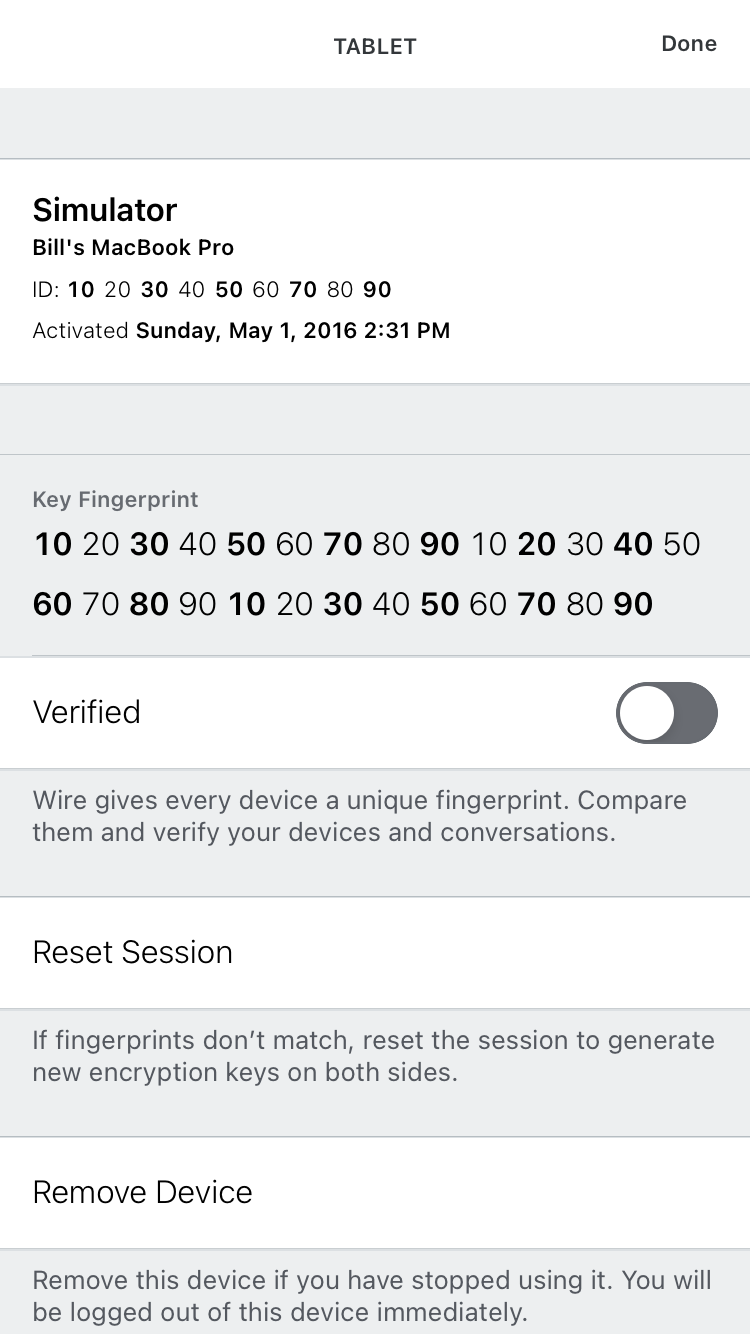 TABLET
Done
Simulator
Bill's MacBook Pro
ID: 10 20 30 40 50 60 70 80 90
Activated Sunday, May 1, 2016 2:31 PM
Key Fingerprint
10 20 30 40 50 60 70 80 90 10 20 30 40 50
60 70 80 90 10 20 30 40 50 60 70 80 90
Verified
Wire gives every device a unique fingerprint. Compare
them and verify your devices and conversations.
Reset Session
If fingerprints don’t match, reset the session to generate
new encryption keys on both sides.
Remove Device
Remove this device if you have stopped using it. You will
be logged out of this device immediately.